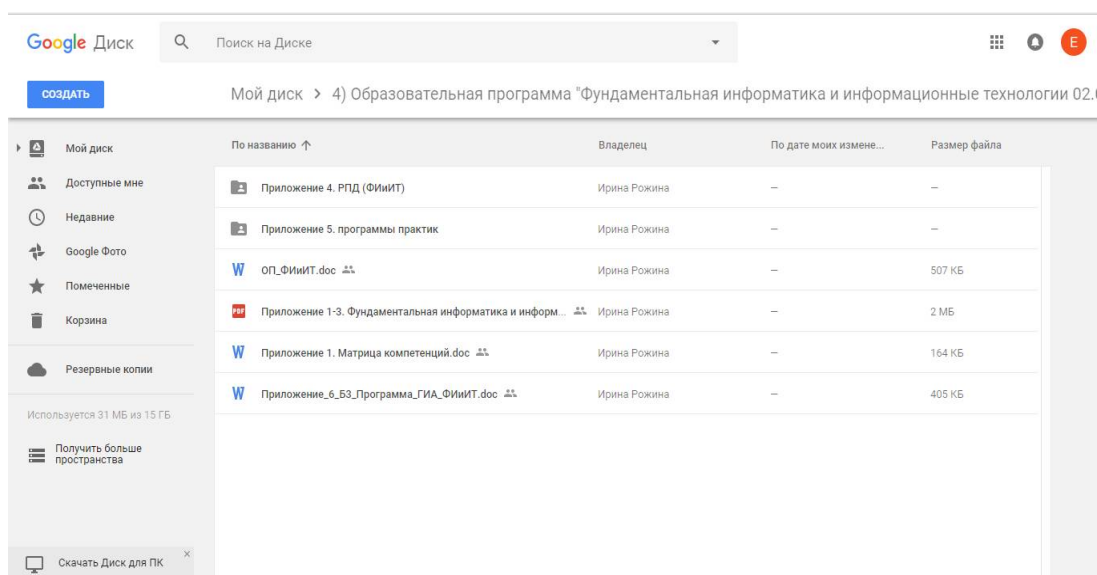 Google Диск
Поиск на Диске
E
СОЗДАТЬ
Мой диск > 4) Образовательная программа "Фундаментальная информатика и информационные технологии 02.
Мой диск
Доступные мне
Недавние
Google Фото
Помеченные
Корзина
Резервные копии
Используется 31 МБ из 15 ГБ
Получить больше
пространства
Скачать Диск для ПК
По названию ↑ Владелец По дате моих измене... Размер файла
Приложение 4. РПД (ФИиИТ) Ирина Рожина – –
Приложение 5. программы практик Ирина Рожина – –
W ОП_ФИиИТ.doc Ирина Рожина – 507 КБ
PDF Приложение 1-3. Фундаментальная информатика и информ... Ирина Рожина – 2 МБ
W Приложение 1. Матрица компетенций.doc Ирина Рожина – 164 КБ
W Приложение_6_Б3_Программа_ГИА_ФИиИТ.doc Ирина Рожина – 405 КБ